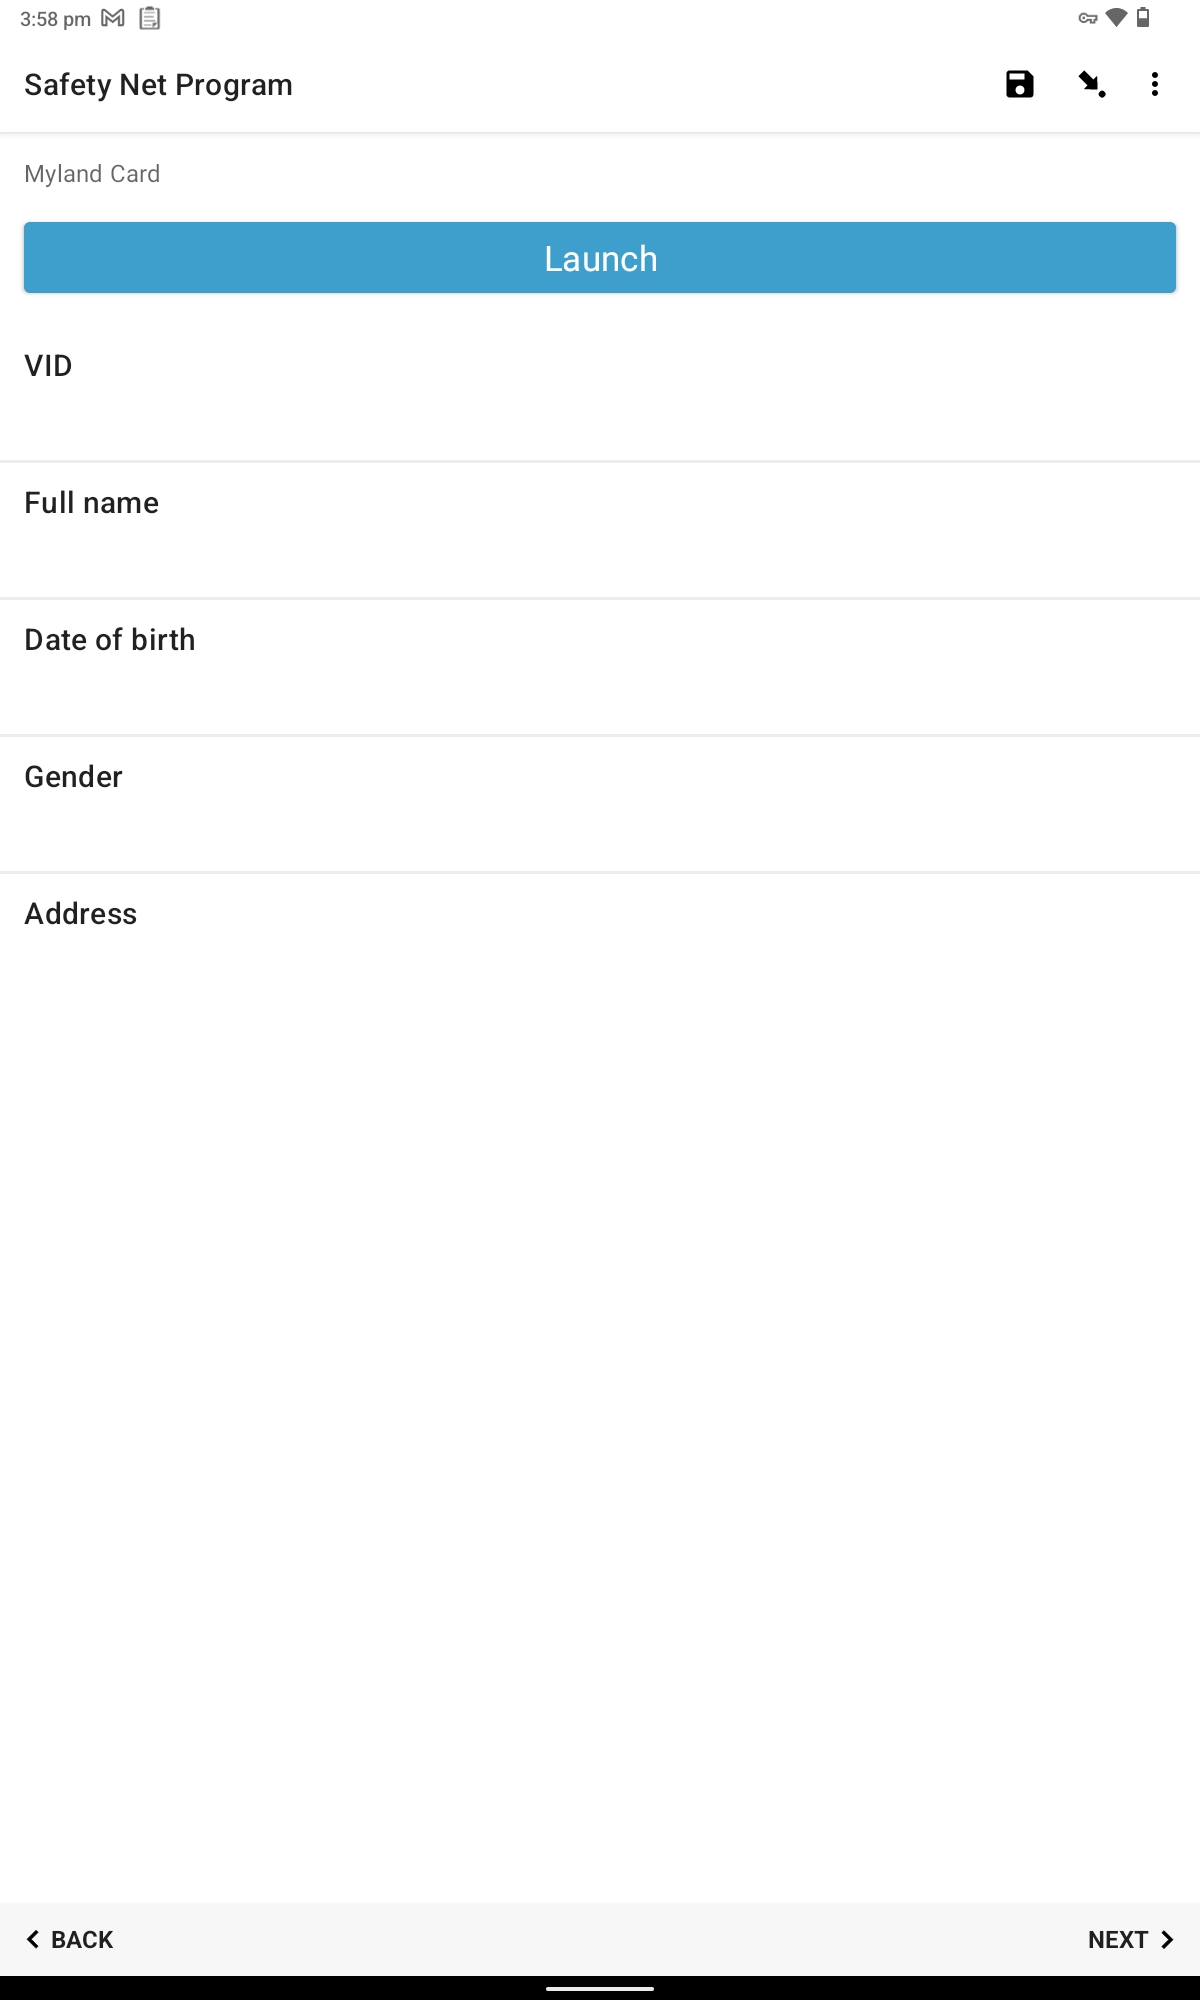 3:58 pm
Safety Net Program
Myland Card
Launch
VID
Full name
Date of birth
Gender
Address
BACK
NEXT